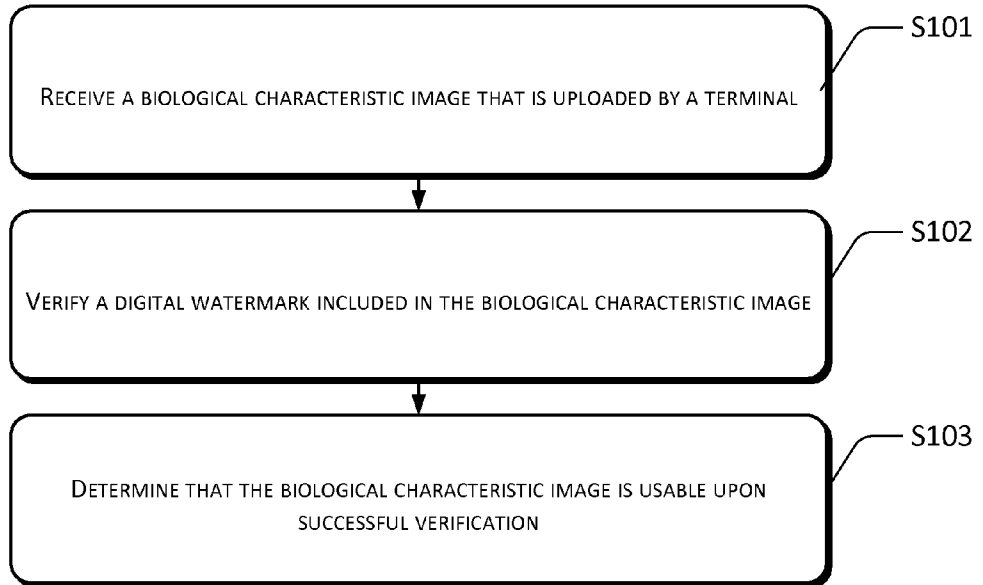 S101
RECEIVE A BIOLOGICAL CHARACTERISTIC IMAGE THAT IS UPLOADED BY A TERMINAL
S102
VERIFY A DIGITAL WATERMARK INCLUDED IN THE BIOLOGICAL CHARACTERISTIC IMAGE
S103
DETERMINE THAT THE BIOLOGICAL CHARACTERISTIC IMAGE IS USABLE UPON
SUCCESSFUL VERIFICATION